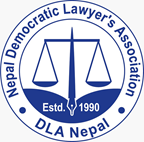 Nepal Democratic Lawyer's Association
Estd. 1990
• DLA Nepal •